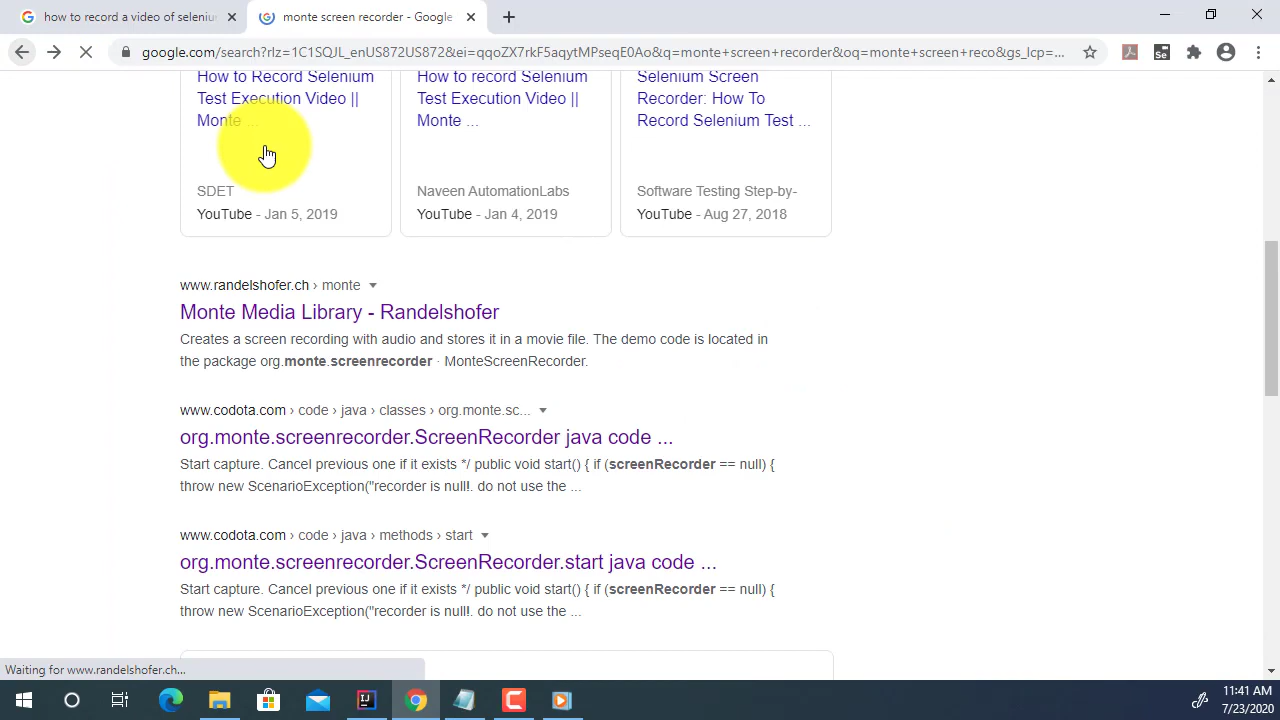 how to record a video of seleniu
monte screen recorder - Google
google.com/search?rlz=1C1SQJL_enUS872US872&ei=qqoZX7rkF5aqytMPseqE0Ao&q=monte+screen+recorder&oq=monte+screen+reco&gs_lcp=...
How to Record Selenium
Test Execution Video ||
Monte ...
SDET
YouTube - Jan 5, 2019
How to record Selenium
Test Execution Video ||
Monte ...
Naveen AutomationLabs
YouTube - Jan 4, 2019
Selenium Screen
Recorder: How To
Record Selenium Test ...
Software Testing Step-by-
YouTube - Aug 27, 2018
www.randelshofer.ch › monte
Monte Media Library - Randelshofer
Creates a screen recording with audio and stores it in a movie file. The demo code is located in
the package org.monte.screenrecorder · MonteScreenRecorder.
www.codota.com › code › java › classes › org.monte.sc...
org.monte.screenrecorder.ScreenRecorder java code ...
Start capture. Cancel previous one if it exists */ public void start() { if (screenRecorder == null) {
throw new ScenarioException("recorder is null!. do not use the ...
www.codota.com › code › java › methods › start
org.monte.screenrecorder.ScreenRecorder.start java code ...
Start capture. Cancel previous one if it exists */ public void start() { if (screenRecorder == null) {
throw new ScenarioException("recorder is null!. do not use the ...
Waiting for www.randelshofer.ch...
11:41 AM
7/23/2020